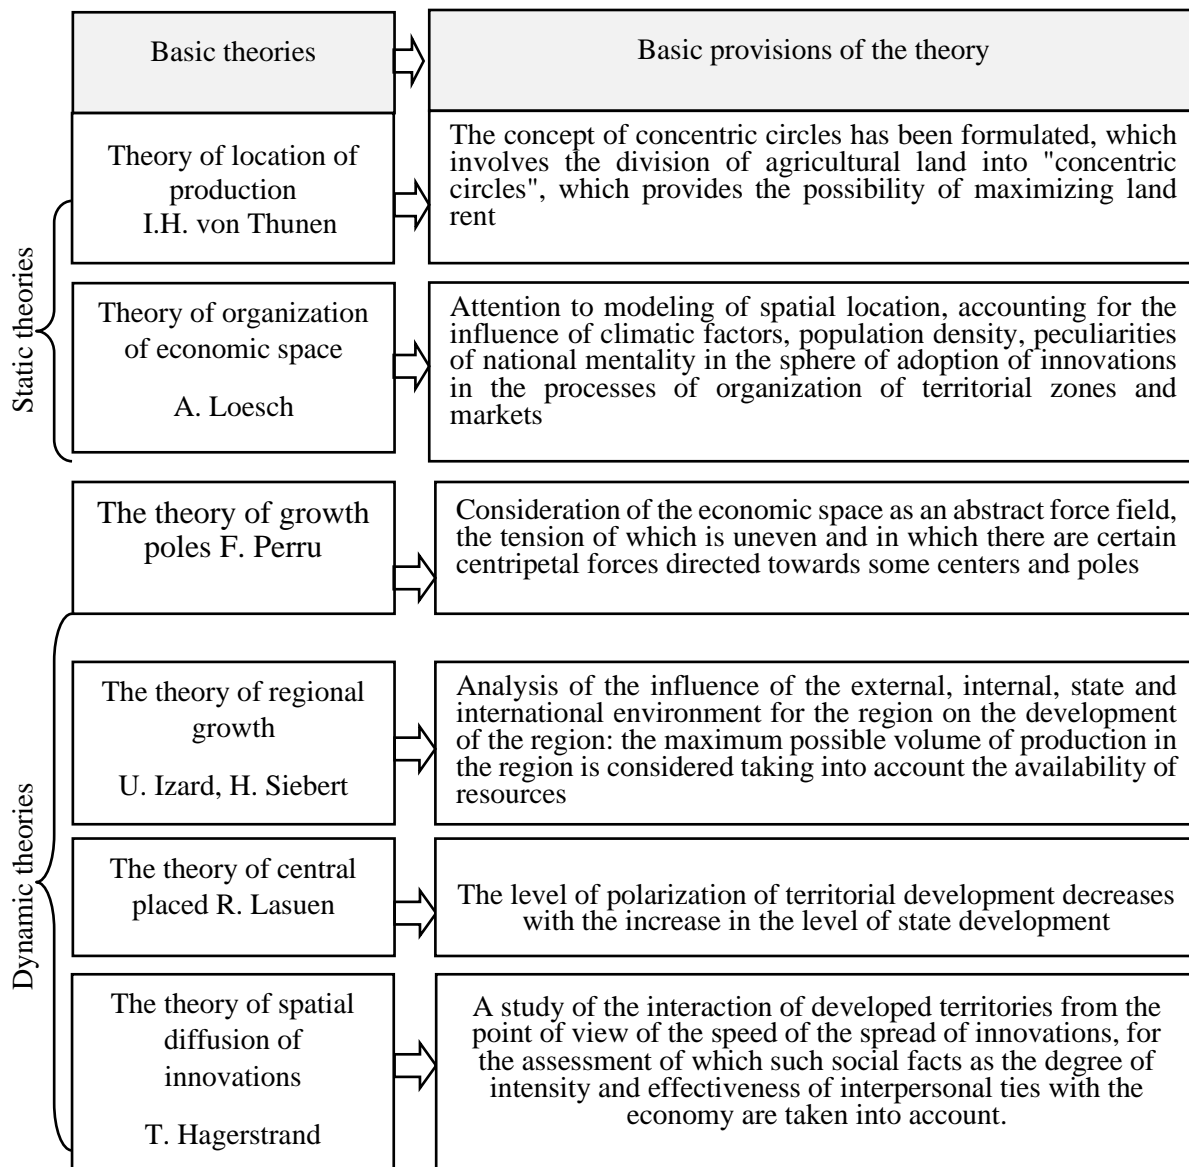 Basic theories
Basic provisions of the theory
Static theories
Theory of location of
production
I.H. von Thunen
The concept of concentric circles has been formulated, which
involves the division of agricultural land into "concentric
circles", which provides the possibility of maximizing land
rent
Theory of organization
of economic space
A. Loesch
Attention to modeling of spatial location, accounting for the
influence of climatic factors, population density, peculiarities
of national mentality in the sphere of adoption of innovations
in the processes of organization of territorial zones and
markets
Dynamic theories
The theory of growth
poles F. Perru
Consideration of the economic space as an abstract force field,
the tension of which is uneven and in which there are certain
centripetal forces directed towards some centers and poles
The theory of regional
growth
U. Izard, H. Siebert
Analysis of the influence of the external, internal, state and
international environment for the region on the development
of the region: the maximum possible volume of production in
the region is considered taking into account the availability of
resources
The theory of central
placed R. Lasuen
The level of polarization of territorial development decreases
with the increase in the level of state development
The theory of spatial
diffusion of
innovations
T. Hagerstrand
A study of the interaction of developed territories from the
point of view of the speed of the spread of innovations, for
the assessment of which such social facts as the degree of
intensity and effectiveness of interpersonal ties with the
economy are taken into account.